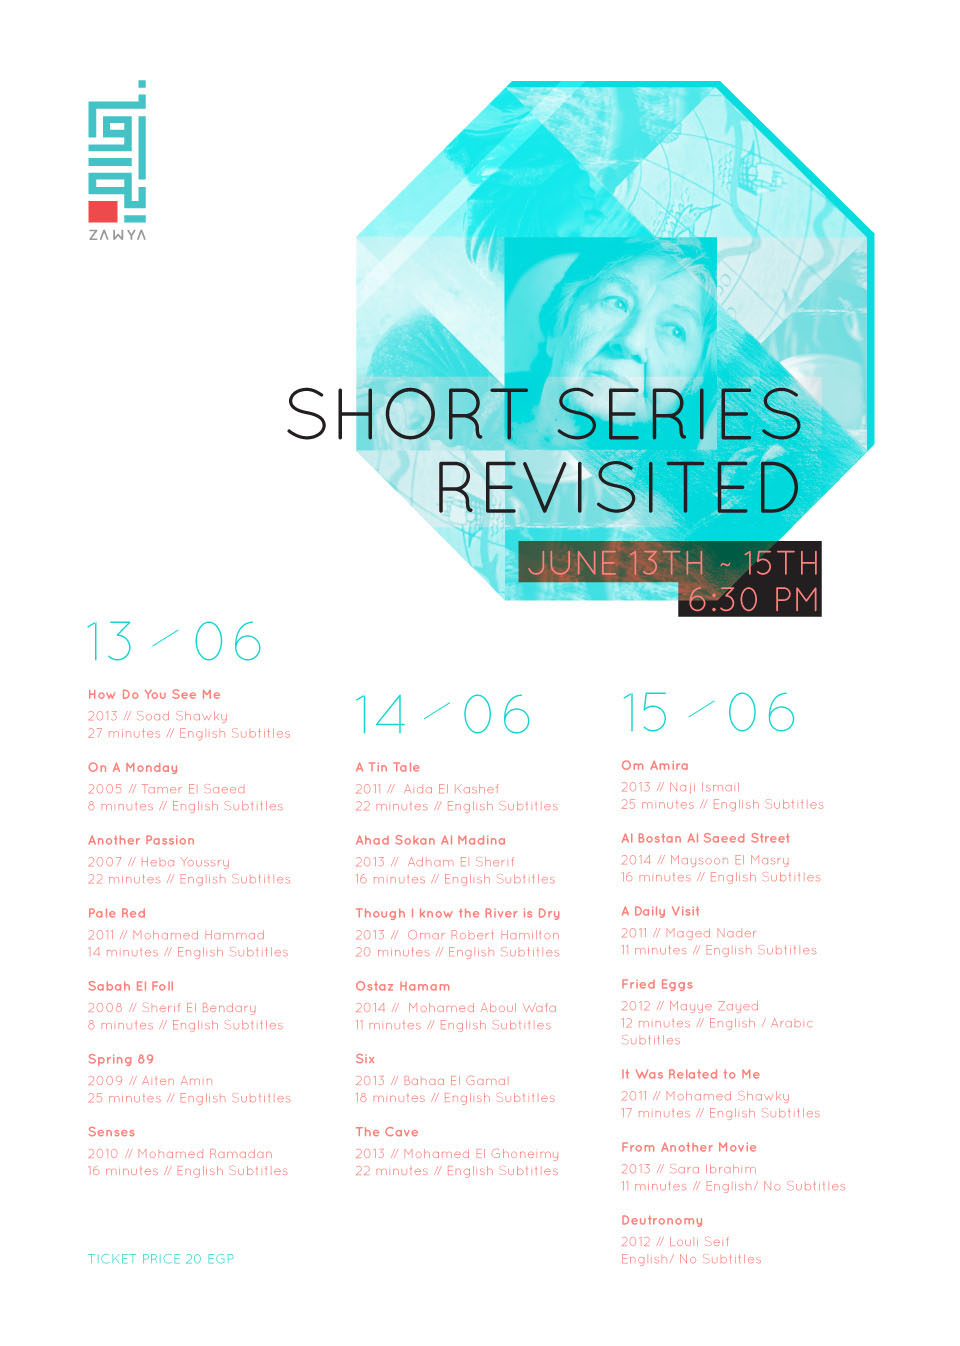 زاوية
ZAWYA
SHORT SERIES
REVISITED
JUNE 13TH ~ 15TH
6:30 PM
13 / 06
How Do You See Me
2013 // Soad Shawky
27 minutes // English Subtitles
On A Monday
2005 // Tamer El Saeed
8 minutes // English Subtitles
Another Passion
2007 // Heba Youssry
22 minutes // English Subtitles
Pale Red
2011 // Mohamed Hammad
14 minutes // English Subtitles
Sabah El Foll
2008 // Sherif El Bendary
8 minutes // English Subtitles
Spring 89
2009 // Aiten Amin
25 minutes // English Subtitles
Senses
2010 // Mohamed Ramadan
16 minutes // English Subtitles
TICKET PRICE 20 EGP
14 / 06
A Tin Tale
2011 // Aida El Kashef
22 minutes // English Subtitles
Ahad Sokan Al Madina
2013 // Adham El Sherif
16 minutes // English Subtitles
Though I know the River is Dry
2013 // Omar Robert Hamilton
20 minutes // English Subtitles
Ostaz Hamam
2014 // Mohamed Aboul Wafa
11 minutes // English Subtitles
Six
2013 // Bahaa El Gamal
18 minutes // English Subtitles
The Cave
2013 // Mohamed El Ghoneimy
22 minutes // English Subtitles
15 / 06
Om Amira
2013 // Naji Ismail
25 minutes // English Subtitles
Al Bostan Al Saeed Street
2014 // Maysoon El Masry
16 minutes // English Subtitles
A Daily Visit
2011 // Maged Nader
11 minutes // English Subtitles
Fried Eggs
2012 // Mayye Zayed
12 minutes // English / Arabic
Subtitles
It Was Related to Me
2011 // Mohamed Shawky
17 minutes // English Subtitles
From Another Movie
2013 // Sara Ibrahim
11 minutes // English/ No Subtitles
Deutronomy
2012 // Louli Seif
English/ No Subtitles